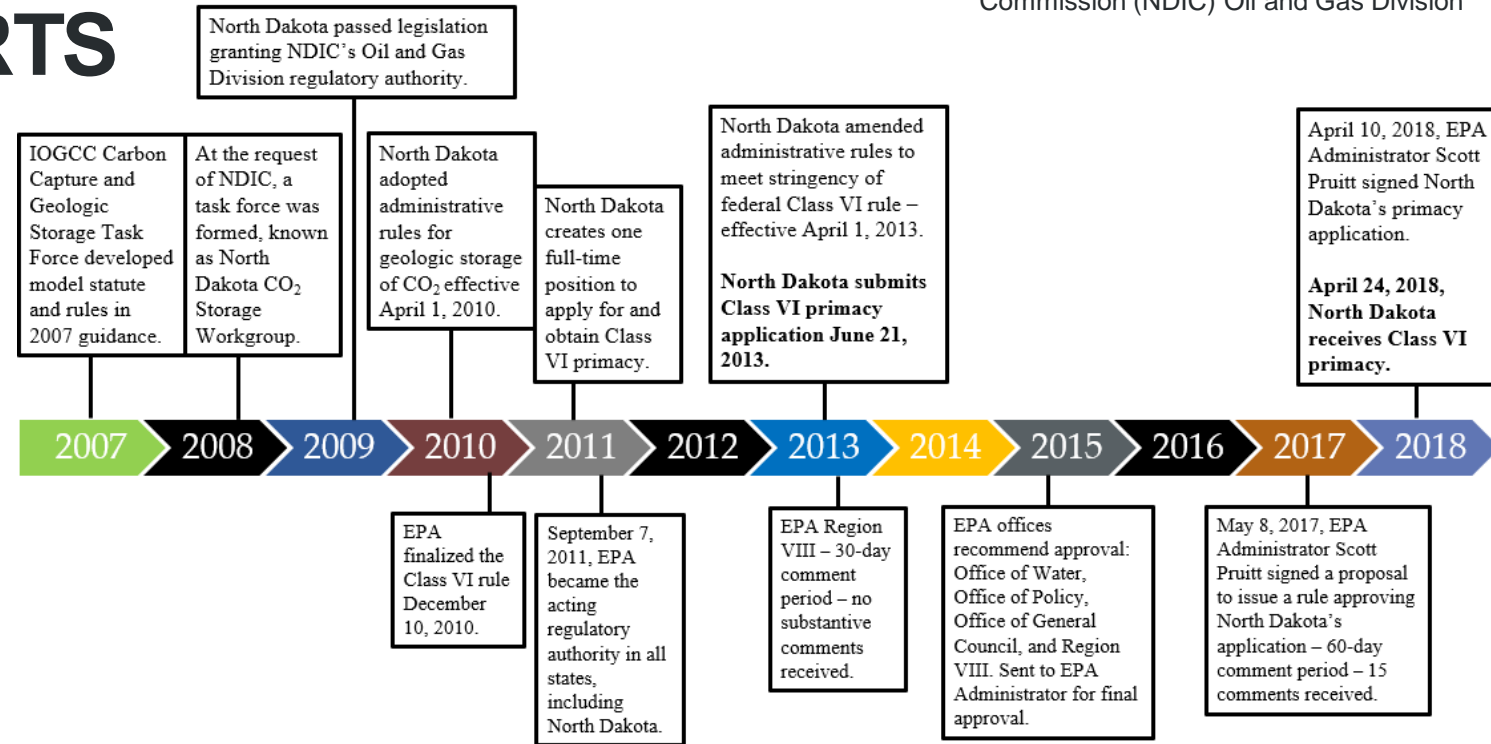 RTS
Commission (NDIC) Oil and Gas Division
North Dakota passed legislation
granting NDIC’s Oil and Gas
Division regulatory authority.
IOGCC Carbon
Capture and
Geologic
Storage Task
Force developed
model statute
and rules in
2007 guidance.
At the request
of NDIC, a
task force was
formed, known
as North
Dakota CO₂
Storage
Workgroup.
North Dakota
adopted
administrative
rules for
geologic storage
of CO₂ effective
April 1, 2010.
North Dakota
creates one
full-time
position to
apply for and
obtain Class
VI primacy.
North Dakota amended
administrative rules to
meet stringency of
federal Class VI rule –
effective April 1, 2013.
North Dakota submits
Class VI primacy
application June 21,
2013.
April 10, 2018, EPA
Administrator Scott
Pruitt signed North
Dakota’s primacy
application.
April 24, 2018,
North Dakota
receives Class VI
primacy.
2007 2008 2009 2010 2011 2012 2013 2014 2015 2016 2017 2018
EPA
finalized the
Class VI rule
December
10, 2010.
September 7,
2011, EPA
became the
acting
regulatory
authority in all
states,
including
North Dakota.
EPA Region
VIII – 30-day
comment
period – no
substantive
comments
received.
EPA offices
recommend approval:
Office of Water,
Office of Policy,
Office of General
Council, and Region
VIII. Sent to EPA
Administrator for final
approval.
May 8, 2017, EPA
Administrator Scott
Pruitt signed a proposal
to issue a rule approving
North Dakota’s
application – 60-day
comment period – 15
comments received.